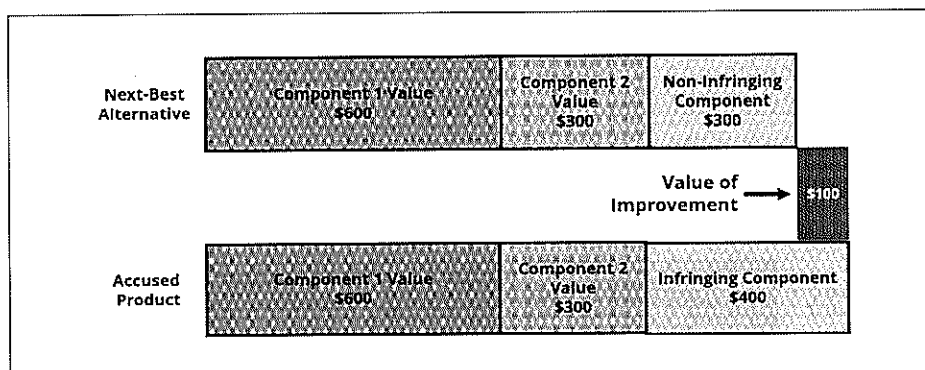 Next-Best
Alternative
Component 1 Value
$600
Component 2
Value
$300
Non-Infringing
Component
$300
Value of
Improvement
$100
Accused
Product
Component 1 Value
$600
Component 2
Value
$300
Infringing Component
$400